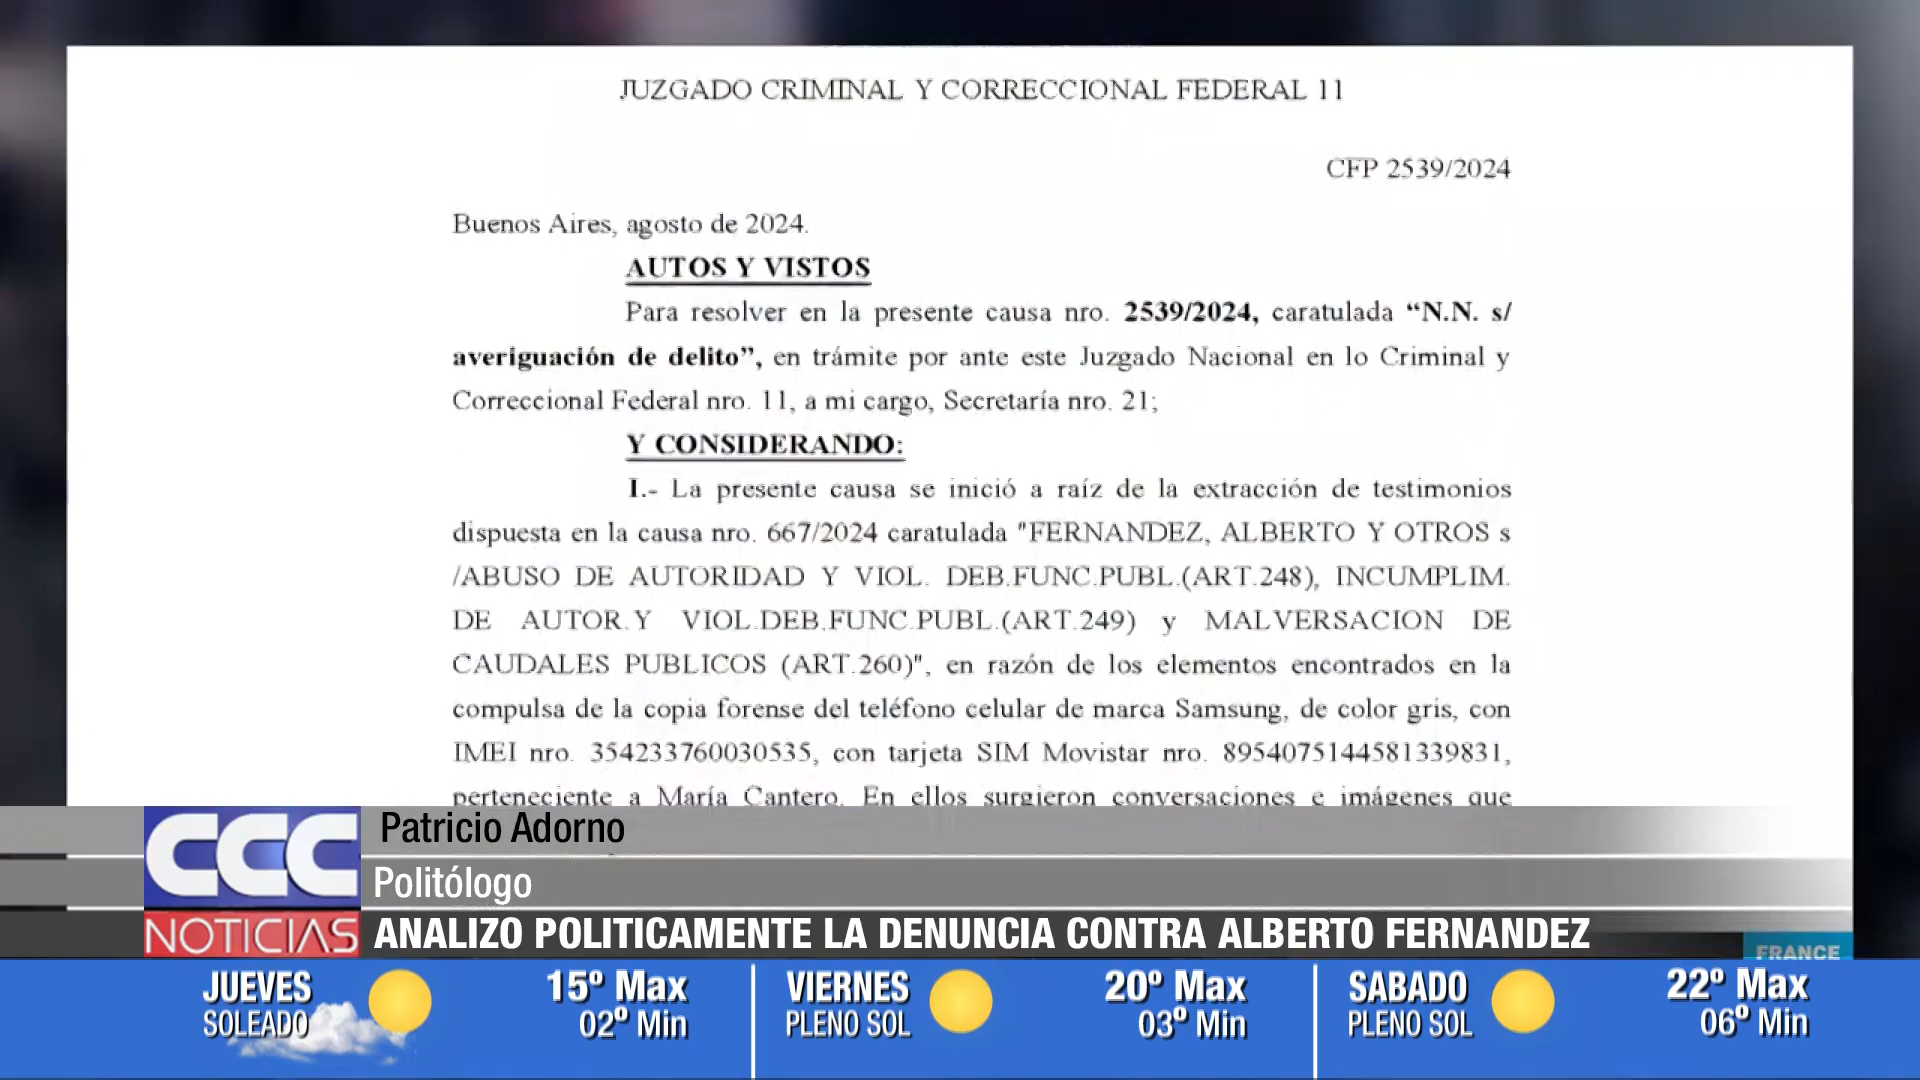 JUZGADO CRIMINAL Y CORRECCIONAL FEDERAL 11
CFP 2539/2024
Buenos Aires, agosto de 2024.
AUTOS Y VISTOS
Para resolver en la presente causa nro. 2539/2024, caratulada “N.N. s/
averiguación de delito”, en trámite por ante este Juzgado Nacional en lo Criminal y
Correccional Federal nro. 11, a mi cargo, Secretaría nro. 21;
Y CONSIDERANDO:
I.- La presente causa se inició a raíz de la extracción de testimonios
dispuesta en la causa nro. 667/2024 caratulada "FERNANDEZ, ALBERTO Y OTROS s
/ABUSO DE AUTORIDAD Y VIOL. DEB.FUNC.PUBL.(ART.248), INCUMPLIM.
DE AUTOR.Y VIOL.DEB.FUNC.PUBL.(ART.249) y MALVERSACION DE
CAUDALES PUBLICOS (ART.260)", en razón de los elementos encontrados en la
compulsa de la copia forense del teléfono celular de marca Samsung, de color gris, con
IMEI nro. 354233760030535, con tarjeta SIM Movistar nro. 8954075144581339831,
perteneciente a María Cantero. En ellos surgieron conversaciones e imágenes que
Patricio Adorno
CCC
Politólogo
NOTICIAS
ANALIZO POLITICAMENTE LA DENUNCIA CONTRA ALBERTO FERNANDEZ
FRANCE
JUEVES 15º Max VIERNES 20º Max SABADO 22º Max
SOLEADO 02º Min PLENO SOL 03º Min PLENO SOL 06º Min